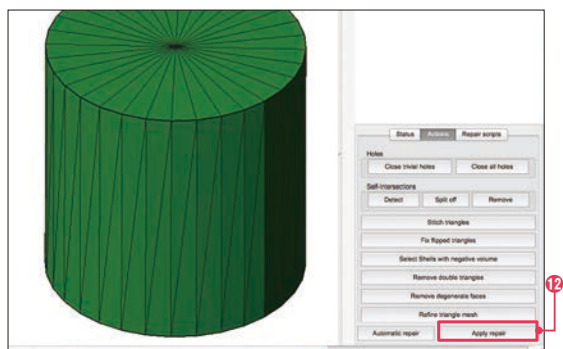 Status Actions Repair scripts
Holes
Close trivial holes Close all holes
Self-intersections
Detect Split off Remove
Stitch triangles
Fix flipped triangles
Select Shells with negative volume
Remove double triangles
Remove degenerate faces
Refine triangle mesh
Automatic repair Apply repair
12